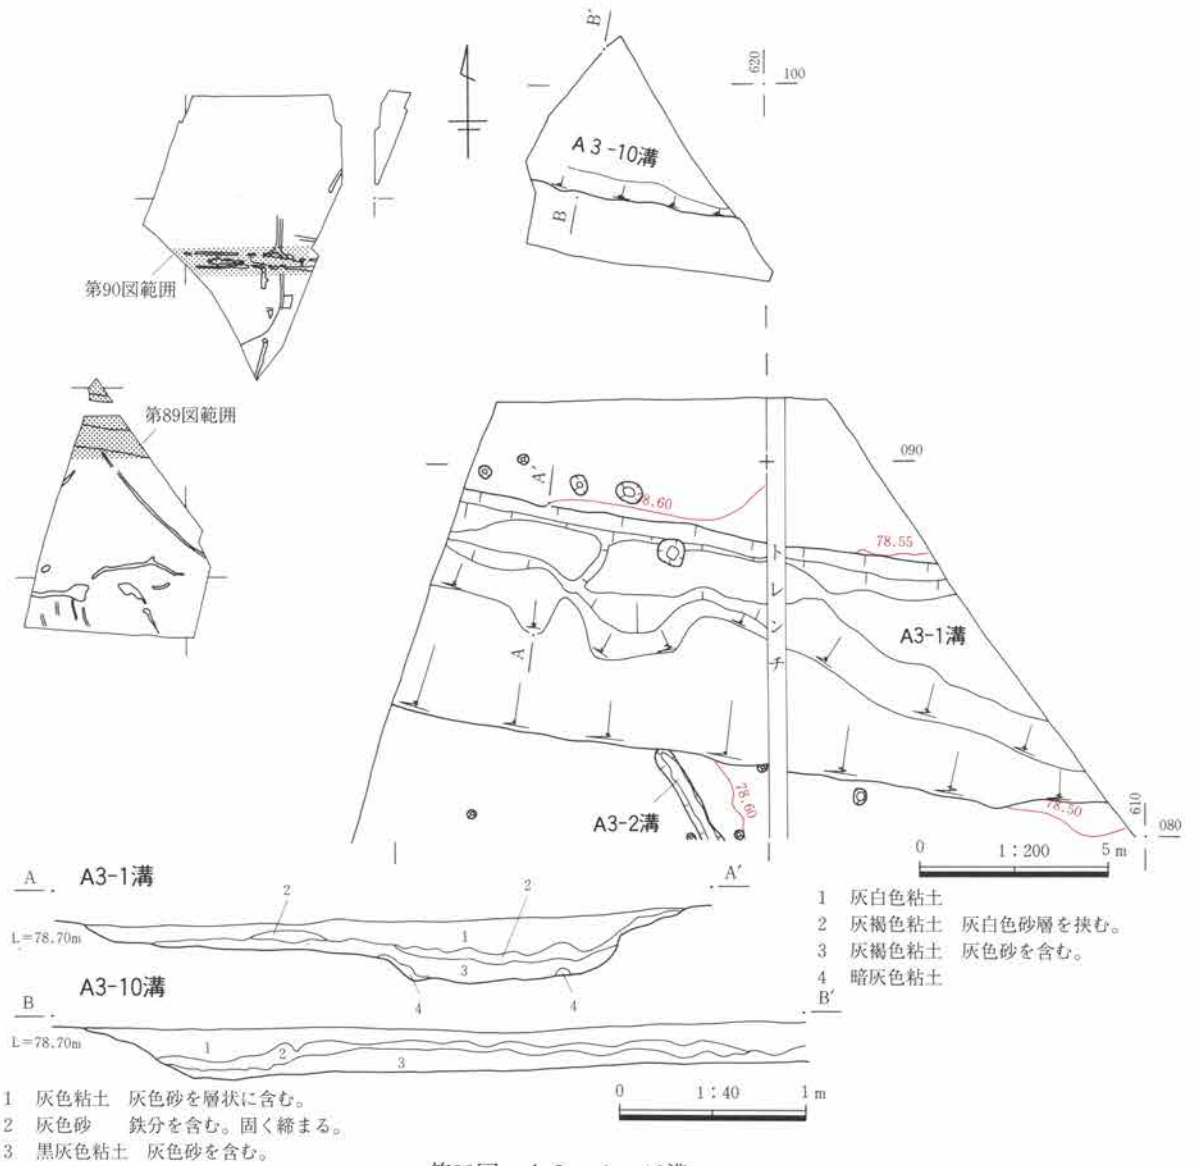 B′
620
100
A3-10溝
B
第90図範囲
第89図範囲
090
A′
78.60
78.55
トレンチ
A3-1溝
A
78.60
A3-2溝
78.50
610
080
0 1：200 5 m
A A3-1溝 A′
2 2
L＝78.70m
1
3
4 4
1 灰白色粘土
2 灰褐色粘土 灰白色砂層を挟む。
3 灰褐色粘土 灰色砂を含む。
4 暗灰色粘土
A3-10溝
B B′
L＝78.70m
1 2 3
0 1：40 1 m
1 灰色粘土 灰色砂を層状に含む。
2 灰色砂 鉄分を含む。固く締まる。
3 黒灰色粘土 灰色砂を含む。